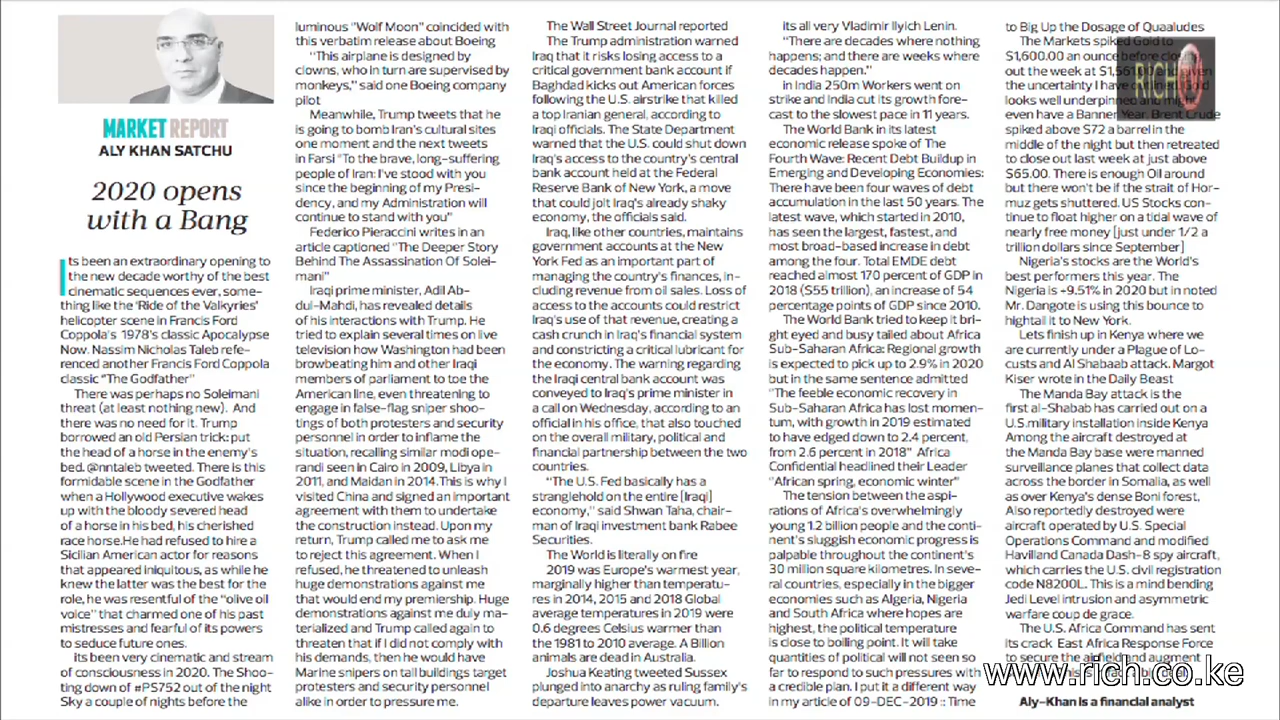 MARKET REPORT
ALY KHAN SATCHU
2020 opens
with a Bang
Its been an extraordinary opening to
the new decade worthy of the best
cinematic sequences ever, some-
thing like the 'Ride of the Valkyries'
helicopter scene in Francis Ford
Coppola's 1978's classic Apocalypse
Now. Nassim Nicholas Taleb refe-
renced another Francis Ford Coppola
classic "The Godfather"
There was perhaps no Soleimani
threat (at least nothing new). And
there was no need for it. Trump
borrowed an old Persian trick: put
the head of a horse in the enemy's
bed. @nntaleb tweeted. There is this
formidable scene in the Godfather
when a Hollywood executive wakes
up with the bloody severed head
of a horse in his bed, his cherished
race horse.He had refused to hire a
Sicilian American actor for reasons
that appeared iniquitous, as while he
knew the latter was the best for the
role, he was resentful of the "olive oil
voice" that charmed one of his past
mistresses and fearful of its powers
to seduce future ones.
its been very cinematic and stream
of consciousness in 2020. The Shoo-
ting down of #PS752 out of the night
Sky a couple of nights before the
luminous "Wolf Moon" coincided with
this verbatim release about Boeing
"This airplane is designed by
clowns, who in turn are supervised by
monkeys," said one Boeing company
pilot
Meanwhile, Trump tweets that he
is going to bomb Iran's cultural sites
one moment and the next tweets
in Farsi "To the brave, long-suffering
people of Iran: I've stood with you
since the beginning of my Presi-
dency, and my Administration will
continue to stand with you"
Federico Pieraccini writes in an
article captioned "The Deeper Story
Behind The Assassination Of Solei-
mani"
Iraqi prime minister, Adil Ab-
dul-Mahdi, has revealed details
of his interactions with Trump. He
tried to explain several times on live
television how Washington had been
browbeating him and other Iraqi
members of parliament to toe the
American line, even threatening to
engage in false-flag sniper shoo-
tings of both protesters and security
personnel in order to inflame the
situation, recalling similar modi ope-
randi seen in Cairo in 2009, Libya in
2011, and Maidan in 2014.This is why I
visited China and signed an important
agreement with them to undertake
the construction instead. Upon my
return, Trump called me to ask me
to reject this agreement. When I
refused, he threatened to unleash
huge demonstrations against me
that would end my premiership. Huge
demonstrations against me duly ma-
terialized and Trump called again to
threaten that if I did not comply with
his demands, then he would have
Marine snipers on tall buildings target
protesters and security personnel
alike in order to pressure me.
The Wall Street Journal reported
The Trump administration warned
Iraq that it risks losing access to a
critical government bank account if
Baghdad kicks out American forces
following the U.S. airstrike that killed
a top Iranian general, according to
Iraqi officials. The State Department
warned that the U.S. could shut down
Iraq's access to the country's central
bank account held at the Federal
Reserve Bank of New York, a move
that could jolt Iraq's already shaky
economy, the officials said.
Iraq, like other countries, maintains
government accounts at the New
York Fed as an important part of
managing the country's finances, in-
cluding revenue from oil sales. Loss of
access to the accounts could restrict
Iraq's use of that revenue, creating a
cash crunch in Iraq's financial system
and constricting a critical lubricant for
the economy. The warning regarding
the Iraqi central bank account was
conveyed to Iraq's prime minister in
a call on Wednesday, according to an
official in his office, that also touched
on the overall military, political and
financial partnership between the two
countries.
"The U.S. Fed basically has a
stranglehold on the entire [Iraqi]
economy," said Shwan Taha, chair-
man of Iraqi investment bank Rabee
Securities.
The World is literally on fire
2019 was Europe's warmest year,
marginally higher than temperatu-
res in 2014, 2015 and 2018 Global
average temperatures in 2019 were
0.6 degrees Celsius warmer than
the 1981 to 2010 average. A Billion
animals are dead in Australia.
Joshua Keating tweeted Sussex
plunged into anarchy as ruling family's
departure leaves power vacuum.
its all very Vladimir Ilyich Lenin.
"There are decades where nothing
happens; and there are weeks where
decades happen."
in India 250m Workers went on
strike and India cut its growth fore-
cast to the slowest pace in 11 years.
The World Bank in its latest
economic release spoke of The
Fourth Wave: Recent Debt Buildup in
Emerging and Developing Economies:
There have been four waves of debt
accumulation in the last 50 years. The
latest wave, which started in 2010,
has seen the largest, fastest, and
most broad-based increase in debt
among the four. Total EMDE debt
reached almost 170 percent of GDP in
2018 ($55 trillion), an increase of 54
percentage points of GDP since 2010.
The World Bank tried to keep it bri-
ght eyed and busy tailed about Africa
Sub-Saharan Africa: Regional growth
is expected to pick up to 2.9% in 2020
but in the same sentence admitted
"The feeble economic recovery in
Sub-Saharan Africa has lost momen-
tum, with growth in 2019 estimated
to have edged down to 2.4 percent,
from 2.6 percent in 2018" Africa
Confidential headlined their Leader
"African spring, economic winter"
The tension between the aspi-
rations of Africa's overwhelmingly
young 1.2 billion people and the conti-
nent's sluggish economic progress is
palpable throughout the continent's
30 million square kilometres. In seve-
ral countries, especially in the bigger
economies such as Algeria, Nigeria
and South Africa where hopes are
highest, the political temperature
is close to boiling point. It will take
quantities of political will not seen so
far to respond to such pressures with
a credible plan. I put it a different way
in my article of 09-DEC-2019 :: Time
to Big Up the Dosage of Quaaludes
The Markets spiked Gold to
$1,600.00 an ounce before
out the week at $1,561.00 and given
the uncertainty I have outlined, Gold
looks well underpinned and might
even have a Banner Year. Brent Crude
spiked above $72 a barrel in the
middle of the night but then retreated
to close out last week at just above
$65.00. There is enough Oil around
but there won't be if the strait of Hor-
muz gets shuttered. US Stocks con-
tinue to float higher on a tidal wave of
nearly free money [just under 1/2 a
trillion dollars since September]
Nigeria's stocks are the World's
best performers this year. The
Nigeria is +9.51% in 2020 but in noted
Mr. Dangote is using this bounce to
hightail it to New York.
Lets finish up in Kenya where we
are currently under a Plague of Lo-
custs and Al Shabaab attack. Margot
Kiser wrote in the Daily Beast
The Manda Bay attack is the
first al-Shabab has carried out on a
U.S.military installation inside Kenya
Among the aircraft destroyed at
the Manda Bay base were manned
surveillance planes that collect data
across the border in Somalia, as well
as over Kenya's dense Boni forest,
Also reportedly destroyed were
aircraft operated by U.S. Special
Operations Command and modified
Havilland Canada Dash-8 spy aircraft,
which carries the U.S. civil registration
code N8200L. This is a mind bending
Jedi Level intrusion and asymmetric
warfare coup de grace.
The U.S. Africa Command has sent
its crack East Africa Response Force
to secure the airfield and augment
www.rich.co.ke
Aly-Khan is a financial analyst
RICH